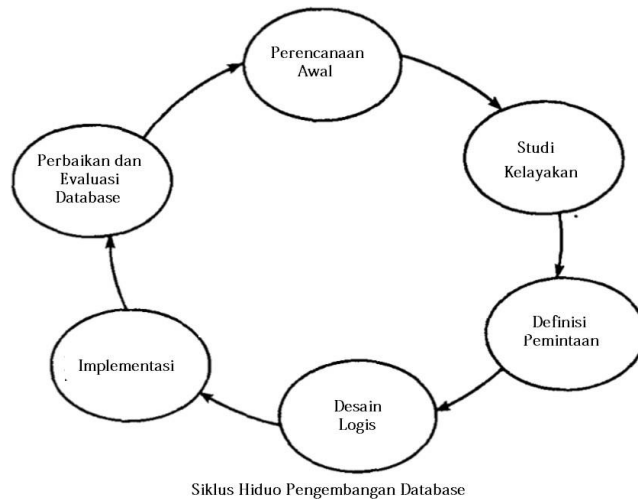 Perencanaan
Awal
Studi
Kelayakan
Definisi
Pemintaan
Desain
Logis
Implementasi
Perbaikan dan
Evaluasi
Database
Siklus Hiduo Pengembangan Database